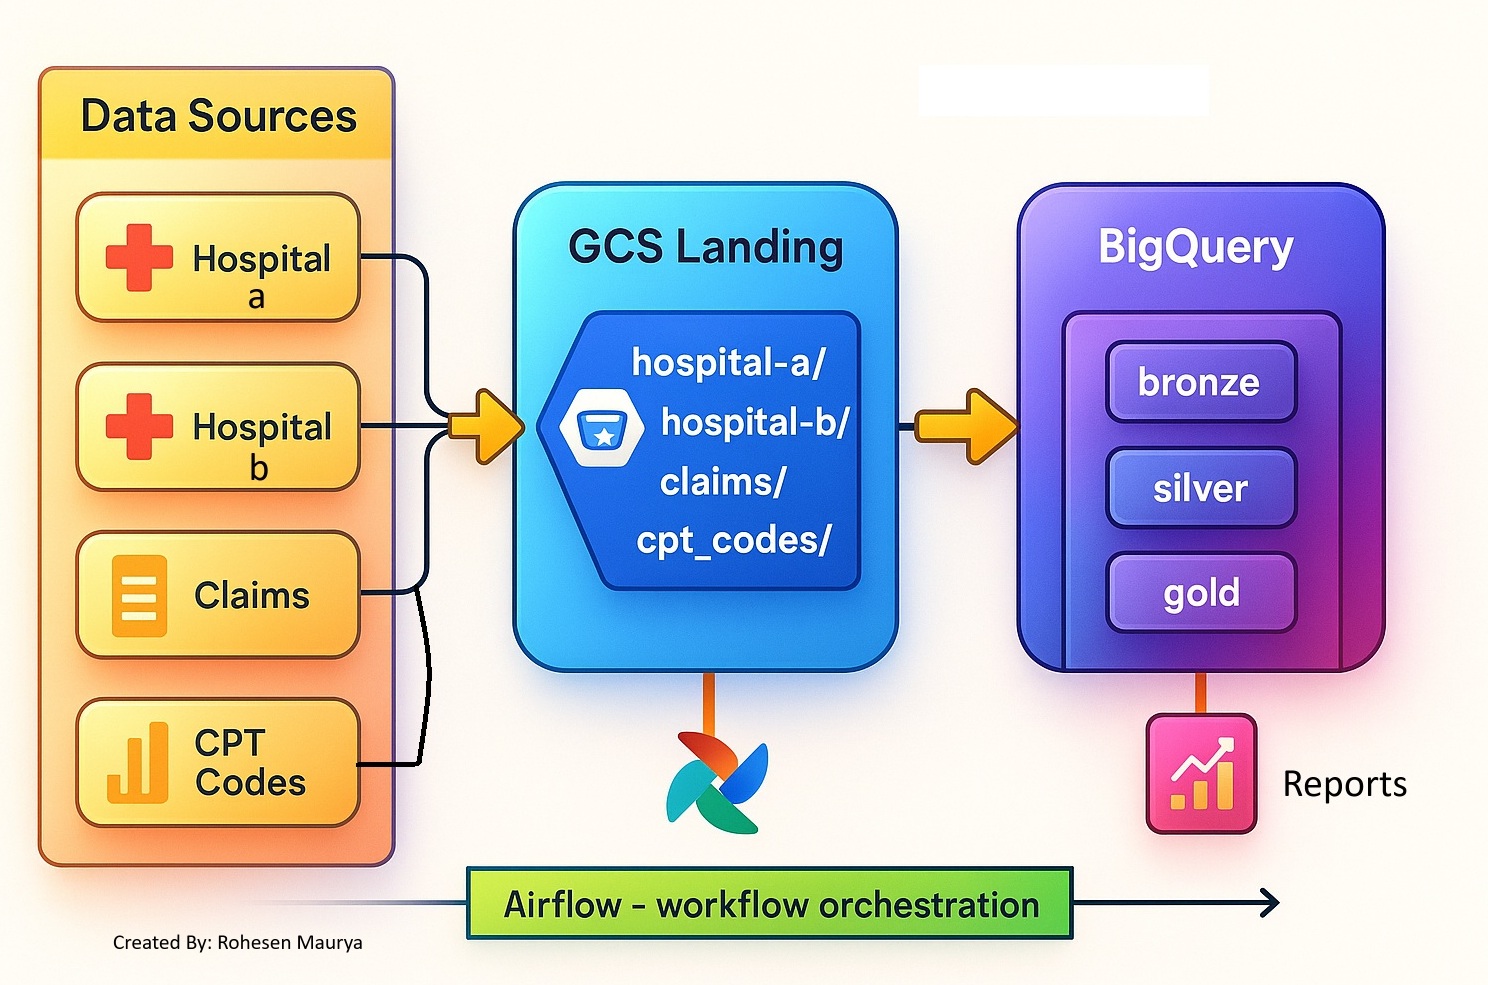 Data Sources
Hospital
a
Hospital
b
Claims
CPT
Codes
GCS Landing
hospital-a/
hospital-b/
claims/
cpt_codes/
BigQuery
bronze
silver
gold
Reports
Airflow - workflow orchestration
Created By: Rohesen Maurya